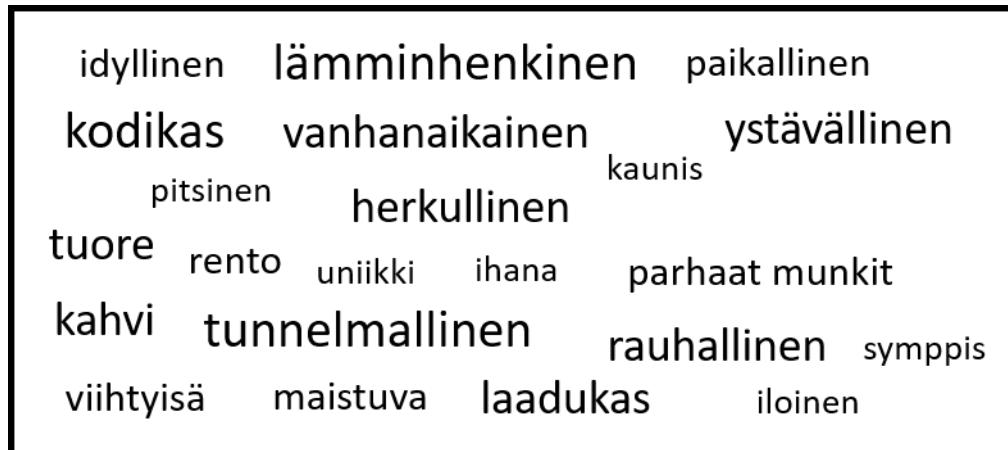 idyllinen lämminhenkinen paikallinen
kodikas vanhanaikainen ystävällinen
kaunis
pitsinen herkullinen
tuore rento uniikki ihana parhaat munkit
kahvi tunnelmallinen rauhallinen symppis
viihtyisä maistuva laadukas iloinen